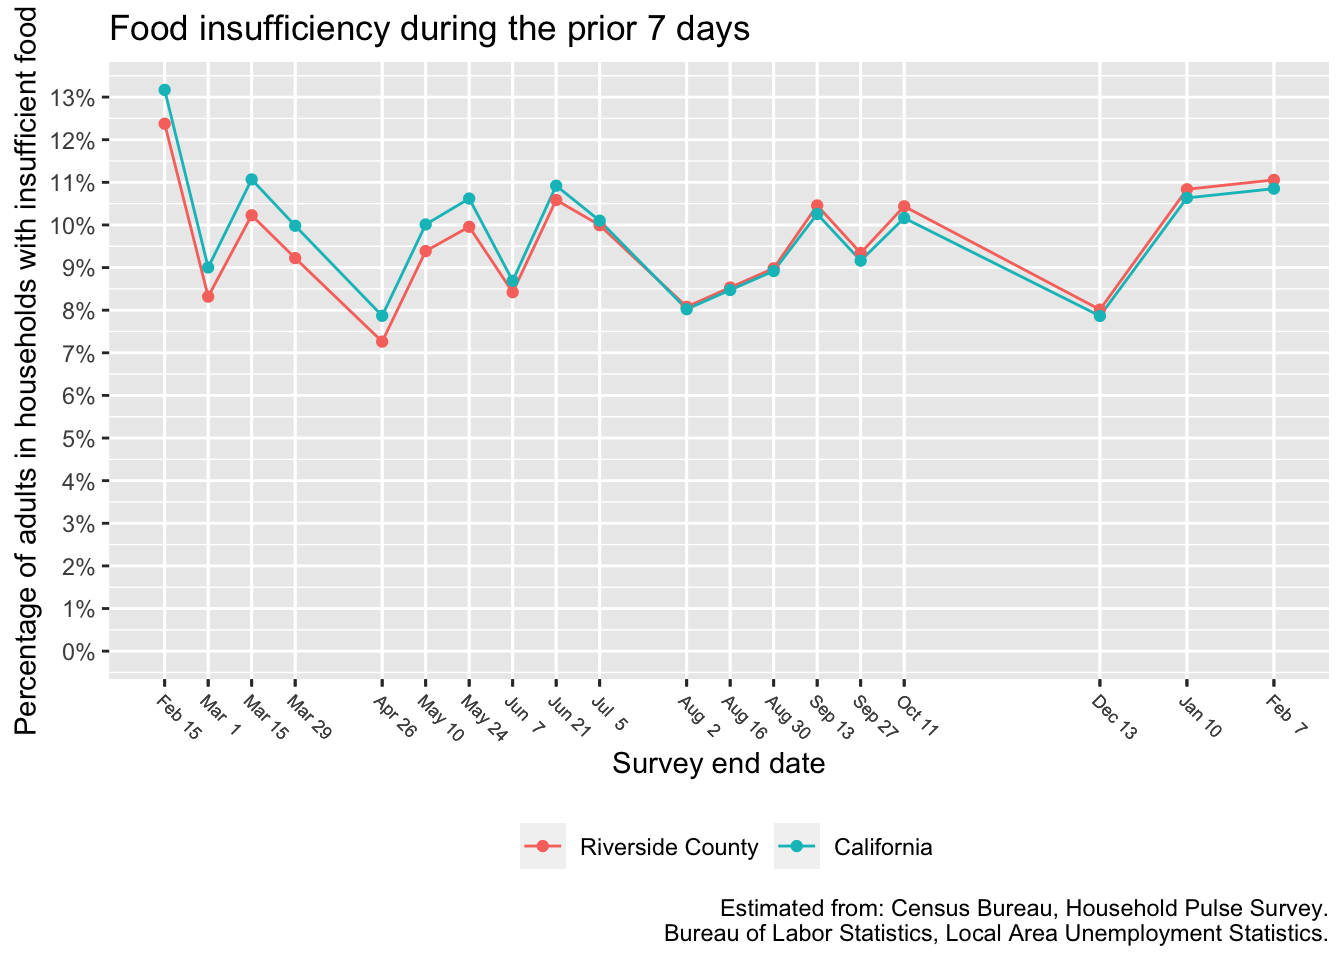 Food insufficiency during the prior 7 days
Percentage of adults in households with insufficient food
13%
12%
11%
10%
9%
8%
7%
6%
5%
4%
3%
2%
1%
0%
Feb 15
Mar 1
Mar 15
Mar 29
Apr 26
May 10
May 24
Jun 7
Jun 21
Jul 5
Aug 2
Aug 16
Aug 30
Sep 13
Sep 27
Oct 11
Dec 13
Jan 10
Feb 7
Survey end date
Riverside County
California
Estimated from: Census Bureau, Household Pulse Survey.
Bureau of Labor Statistics, Local Area Unemployment Statistics.